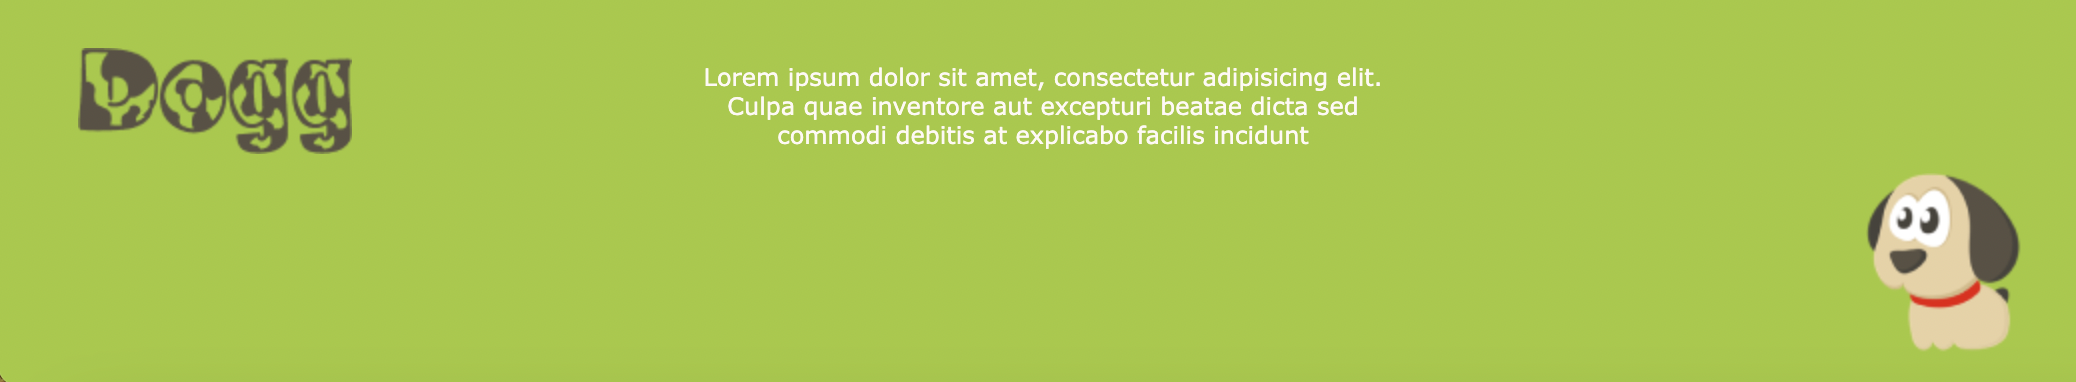 Dogg
Lorem ipsum dolor sit amet, consectetur adipisicing elit.
Culpa quae inventore aut excepturi beatae dicta sed
commodi debitis at explicabo facilis incidunt